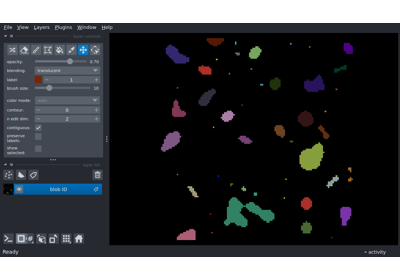 File View Layers Plugins Window Help
opacity: 0.70
blending: translucent
label: 1
brush size: 10
color mode:
contour: 0
n edit dim: 2
contiguous:
preserve
labels:
show
selected:
blob ID
Ready
activity